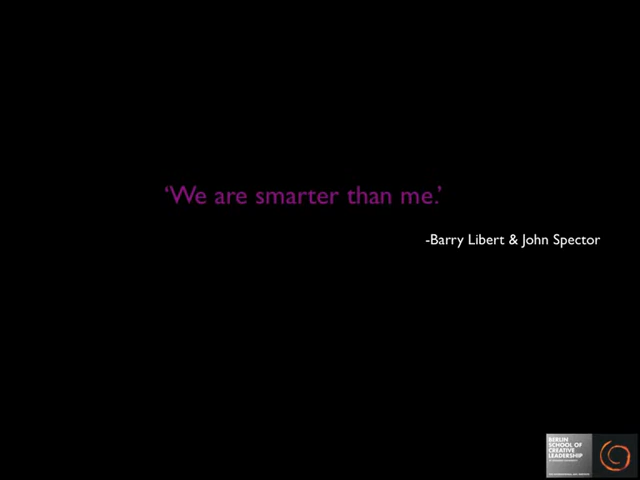 ‘We are smarter than me.’
-Barry Libert & John Spector
BERLIN
SCHOOL OF
CREATIVE
LEADERSHIP